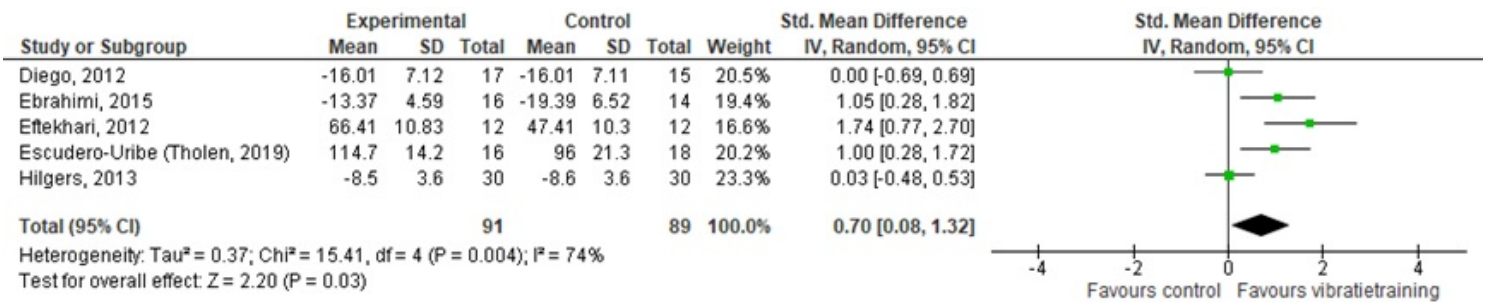 Experimental Control Std. Mean Difference Std. Mean Difference
Study or Subgroup Mean SD Total Mean SD Total Weight IV, Random, 95% CI IV, Random, 95% CI
Diego, 2012 -16.01 7.12 17 -16.01 7.11 15 20.5% 0.00 [-0.69, 0.69]
Ebrahimi, 2015 -13.37 4.59 16 -19.39 6.52 14 19.4% 1.05 [0.28, 1.82]
Eftekhari, 2012 66.41 10.83 12 47.41 10.3 12 16.6% 1.74 [0.77, 2.70]
Escudero-Uribe (Tholen, 2019) 114.7 14.2 16 96 21.3 18 20.2% 1.00 [0.28, 1.72]
Hilgers, 2013 -8.5 3.6 30 -8.6 3.6 30 23.3% 0.03 [-0.48, 0.53]
Total (95% CI) 91 89 100.0% 0.70 [0.08, 1.32]
Heterogeneity: Tau² = 0.37; Chi² = 15.41, df = 4 (P = 0.004); I² = 74%
Test for overall effect: Z = 2.20 (P = 0.03)
-4 -2 0 2 4
Favours control Favours vibratietraining